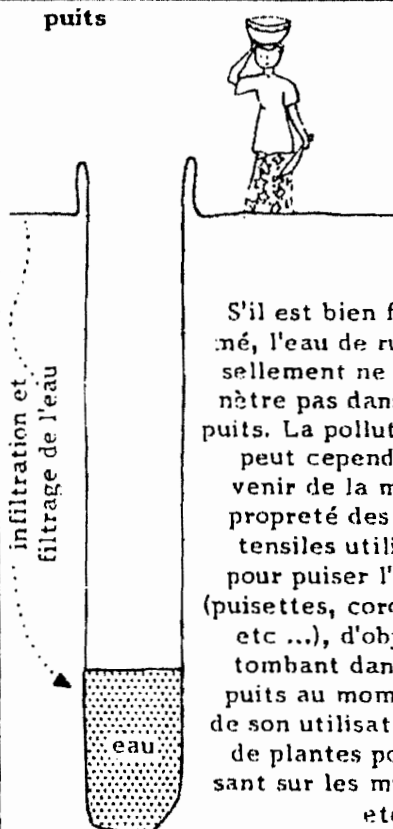 puits
infiltration et
filtrage de l'eau
eau
S'il est bien f
mé, l'eau de ru
sellement ne
nètre pas dans
puits. La pollut
peut cepend
venir de la m
propreté des
tensiles utili
pour puiser l'
(puisettes, cord
etc ...), d'obj
tombant dan
puits au mom
de son utilisat
de plantes po
sant sur les m
etc